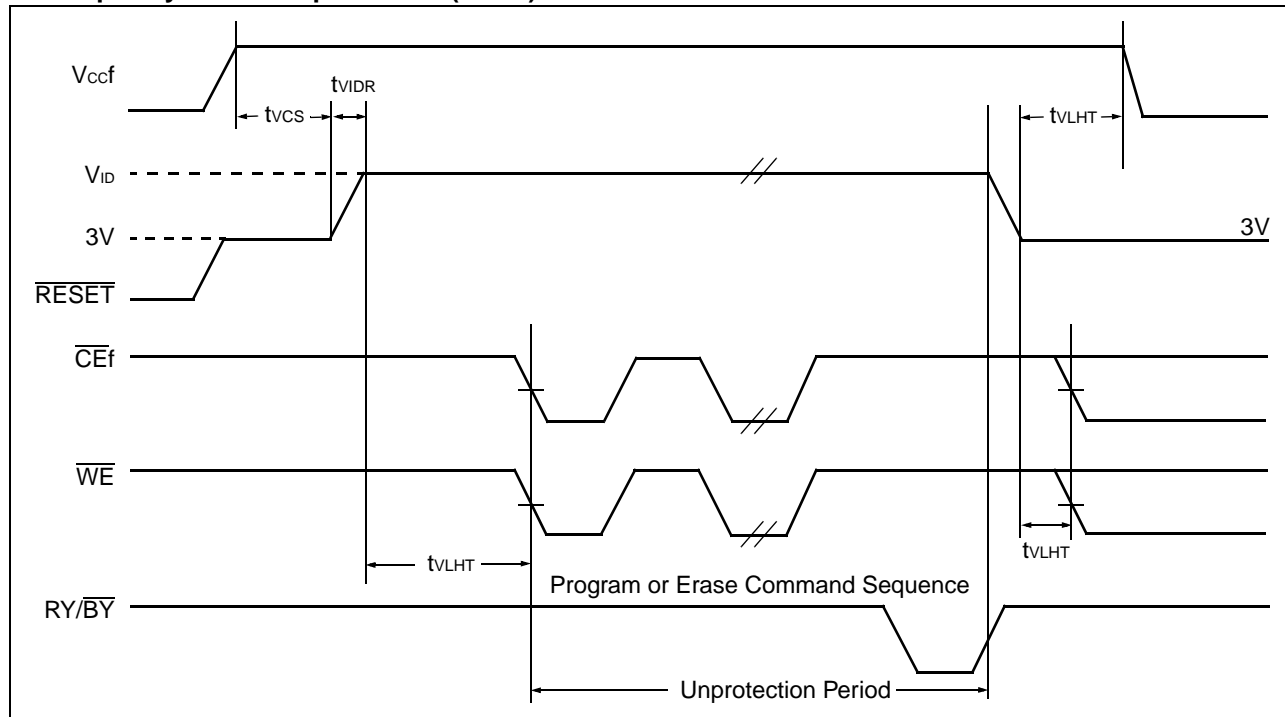 Vccf
tVIDR
tVCS
tVLHT
VID
3V
3V
RESET
CEf
WE
tVLHT
tVLHT
Program or Erase Command Sequence
RY/BY
Unprotection Period